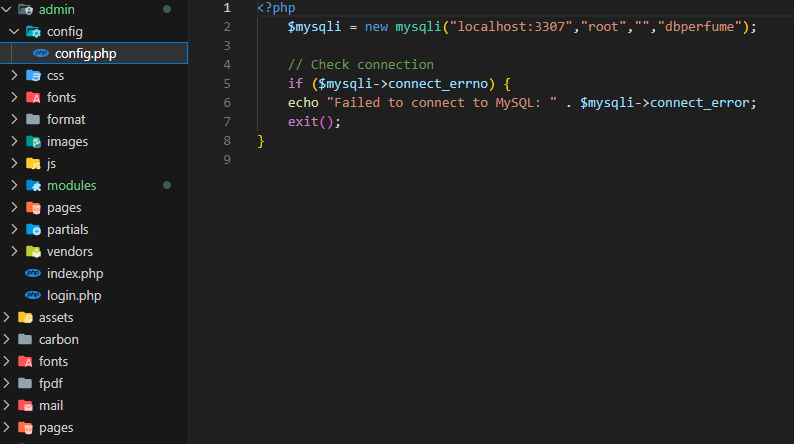 admin
config
config.php
css
fonts
format
images
js
modules
pages
partials
vendors
index.php
login.php
assets
carbon
fonts
fpdf
mail
pages
1 <?php
2 $mysqli = new mysqli("localhost:3307","root","","dbperfume");
3
4 // Check connection
5 if ($mysqli->connect_errno) {
6 echo "Failed to connect to MySQL: " . $mysqli->connect_error;
7 exit();
8 }
9